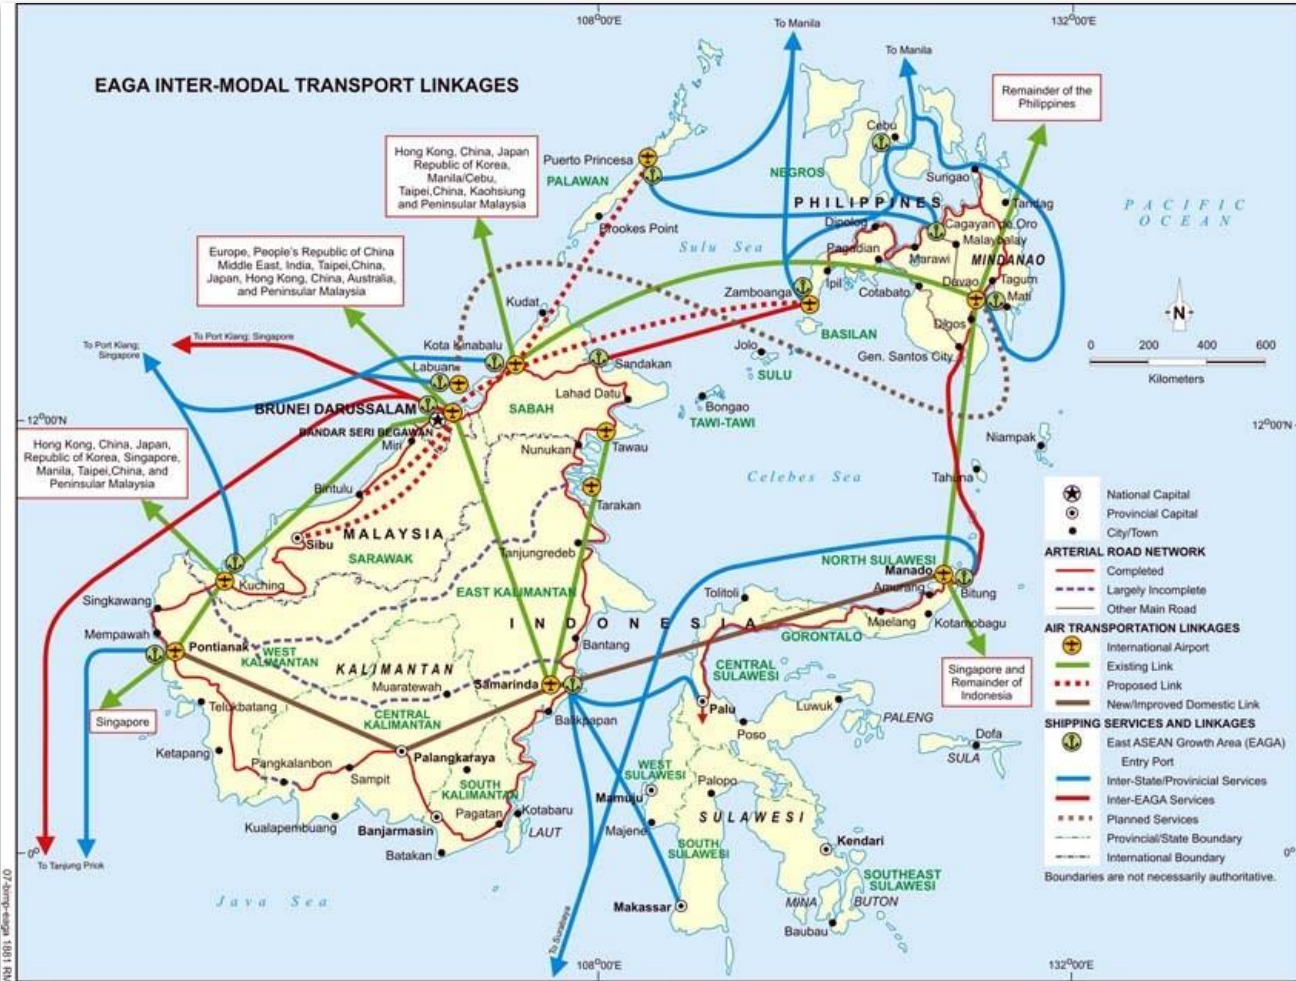 108°00'E
132°00'E
To Manila
To Manila
EAGA INTER-MODAL TRANSPORT LINKAGES
Remainder of the
Philippines
Hong Kong, China, Japan
Republic of Korea,
Manila/Cebu,
Taipei,China, Kaohsiung
and Peninsular Malaysia
Cebu
Puerto Princesa
PALAWAN
NEGROS
Surigao
PHILIPPINES
Tandag
PACIFIC
OCEAN
Brookes Point
Dipolog
Cagayan de Oro
Sulu Sea
Malaybalay
Pagadian
Marawi
MINDANAO
Europe, People's Republic of China
Middle East, India, Taipei,China,
Japan, Hong Kong, China, Australia,
and Peninsular Malaysia
Ipil
Davao
Tagum
Cotabato
Mati
Zamboanga
Kudat
N
BASILAN
Digos
To Port Klang; Singapore
To Port Klang;
Singapore
Kota Kinabalu
Jolo
Gen. Santos City
0 200 400 600
Kilometers
Labuan
Sandakan
SULU
Lahad Datu
BRUNEI DARUSSALAM
SABAH
Bongao
TAWI-TAWI
12°00'N
12°00'N
BANDAR SERI BEGAWAN
Miri
Nunukan
Tawau
Niampak
Hong Kong, China, Japan,
Republic of Korea, Singapore,
Manila, Taipei,China, and
Peninsular Malaysia
Celebes Sea
Tahuna
Bintulu
Tarakan
MALAYSIA
Sibu
SARAWAK
Tanjungredeb
NORTH SULAWESI
Manado
Kuching
Amurang
Bitung
EAST KALIMANTAN
Tolitoli
Singkawang
Maelang
Kotamobagu
INDONESIA
Mempawah
GORONTALO
Bantang
Pontianak
WEST
KALIMANTAN
KALIMANTAN
CENTRAL
SULAWESI
Singapore and
Remainder of
Indonesia
Muaratewah
Samarinda
Singapore
Telukbatang
CENTRAL
KALIMANTAN
Balikpapan
Palu
Luwuk
PALENG
Poso
Dofa
SULA
Ketapang
Pangkalanbon
Palangkaraya
Sampit
WEST
SULAWESI
SOUTH
KALIMANTAN
Palopo
Mamuju
Kotabaru
Pagatan
LAUT
SULAWESI
Kualapembuang
Banjarmasin
Majene
Batakan
SOUTH
SULAWESI
Kendari
0°
0°
To Tanjung Priok
SOUTHEAST
SULAWESI
Java Sea
Makassar
MINA
BUTON
Baubau
To Surabaya
108°00'E
132°00'E
National Capital
Provincial Capital
City/Town
ARTERIAL ROAD NETWORK
Completed
Largely Incomplete
Other Main Road
AIR TRANSPORTATION LINKAGES
International Airport
Existing Link
Proposed Link
New/Improved Domestic Link
SHIPPING SERVICES AND LINKAGES
East ASEAN Growth Area (EAGA)
Entry Port
Inter-State/Provinicial Services
Inter-EAGA Services
Planned Services
Provincial/State Boundary
International Boundary
Boundaries are not necessarily authoritative.
07-bimp-eaga 1881 RM